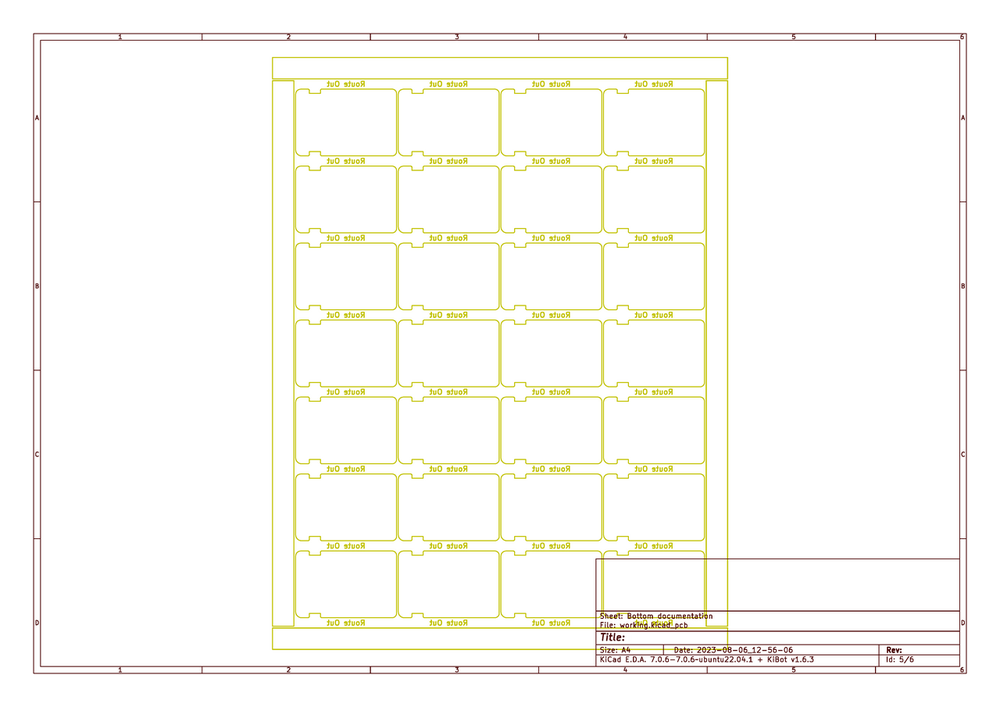 1 2 3 4 5 6
Route Out Route Out Route Out Route Out
A A
Route Out Route Out Route Out Route Out
Route Out Route Out Route Out Route Out
B B
Route Out Route Out Route Out Route Out
Route Out Route Out Route Out Route Out
C C
Route Out Route Out Route Out Route Out
Route Out Route Out Route Out Route Out
Sheet: Bottom documentation
D Route Out Route Out Route Out Route Out D
File: working.kicad_pcb
Title:
Size: A4 Date: 2023-08-06_12-56-06 Rev:
KiCad E.D.A. 7.0.6-7.0.6-ubuntu22.04.1 + KiBot v1.6.3 Id: 5/6
1 2 3 4 5 6